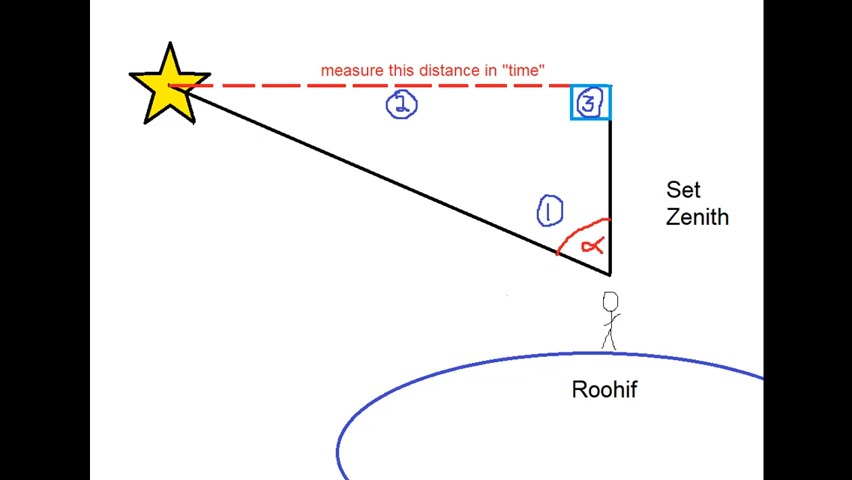 measure this distance in "time"
2
3
1
α
Set
Zenith
Roohif